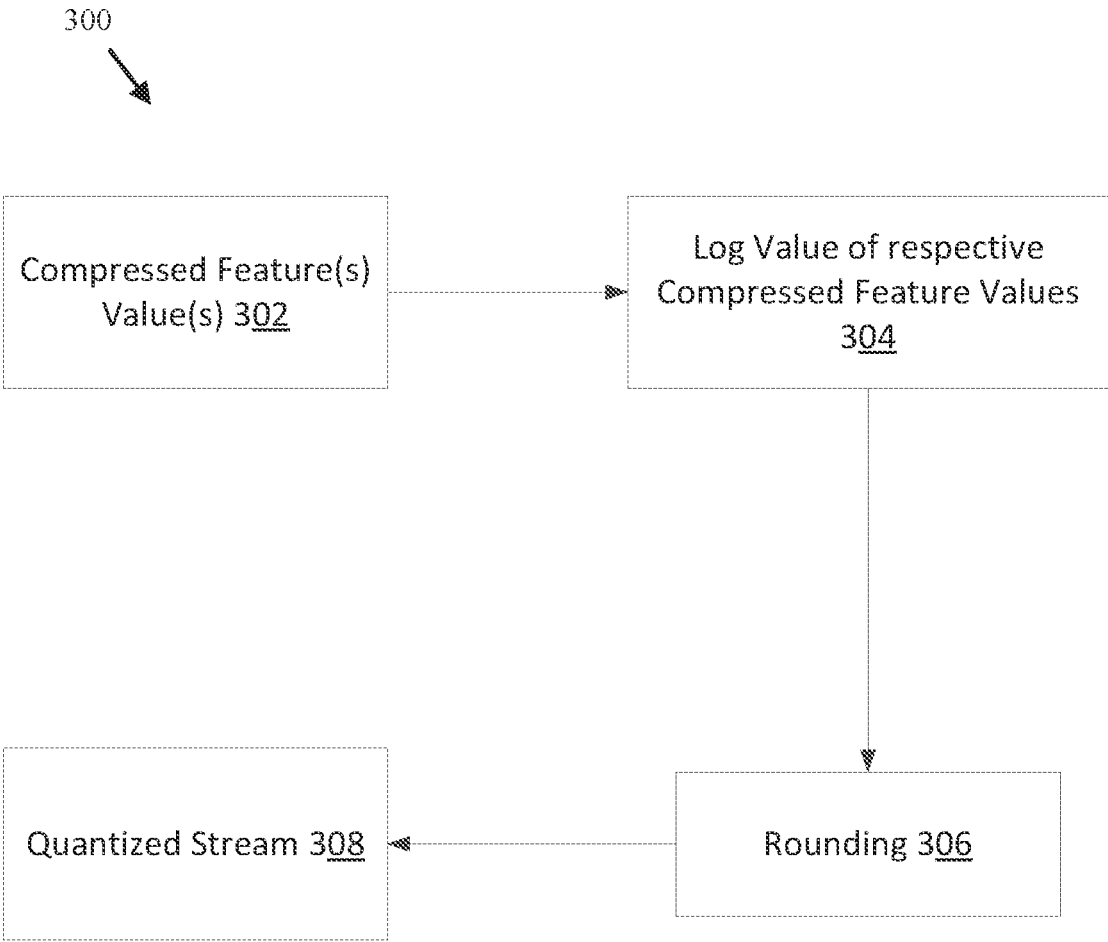 300
Compressed Feature(s)
Value(s) 302
Log Value of respective
Compressed Feature Values
304
Quantized Stream 308
Rounding 306